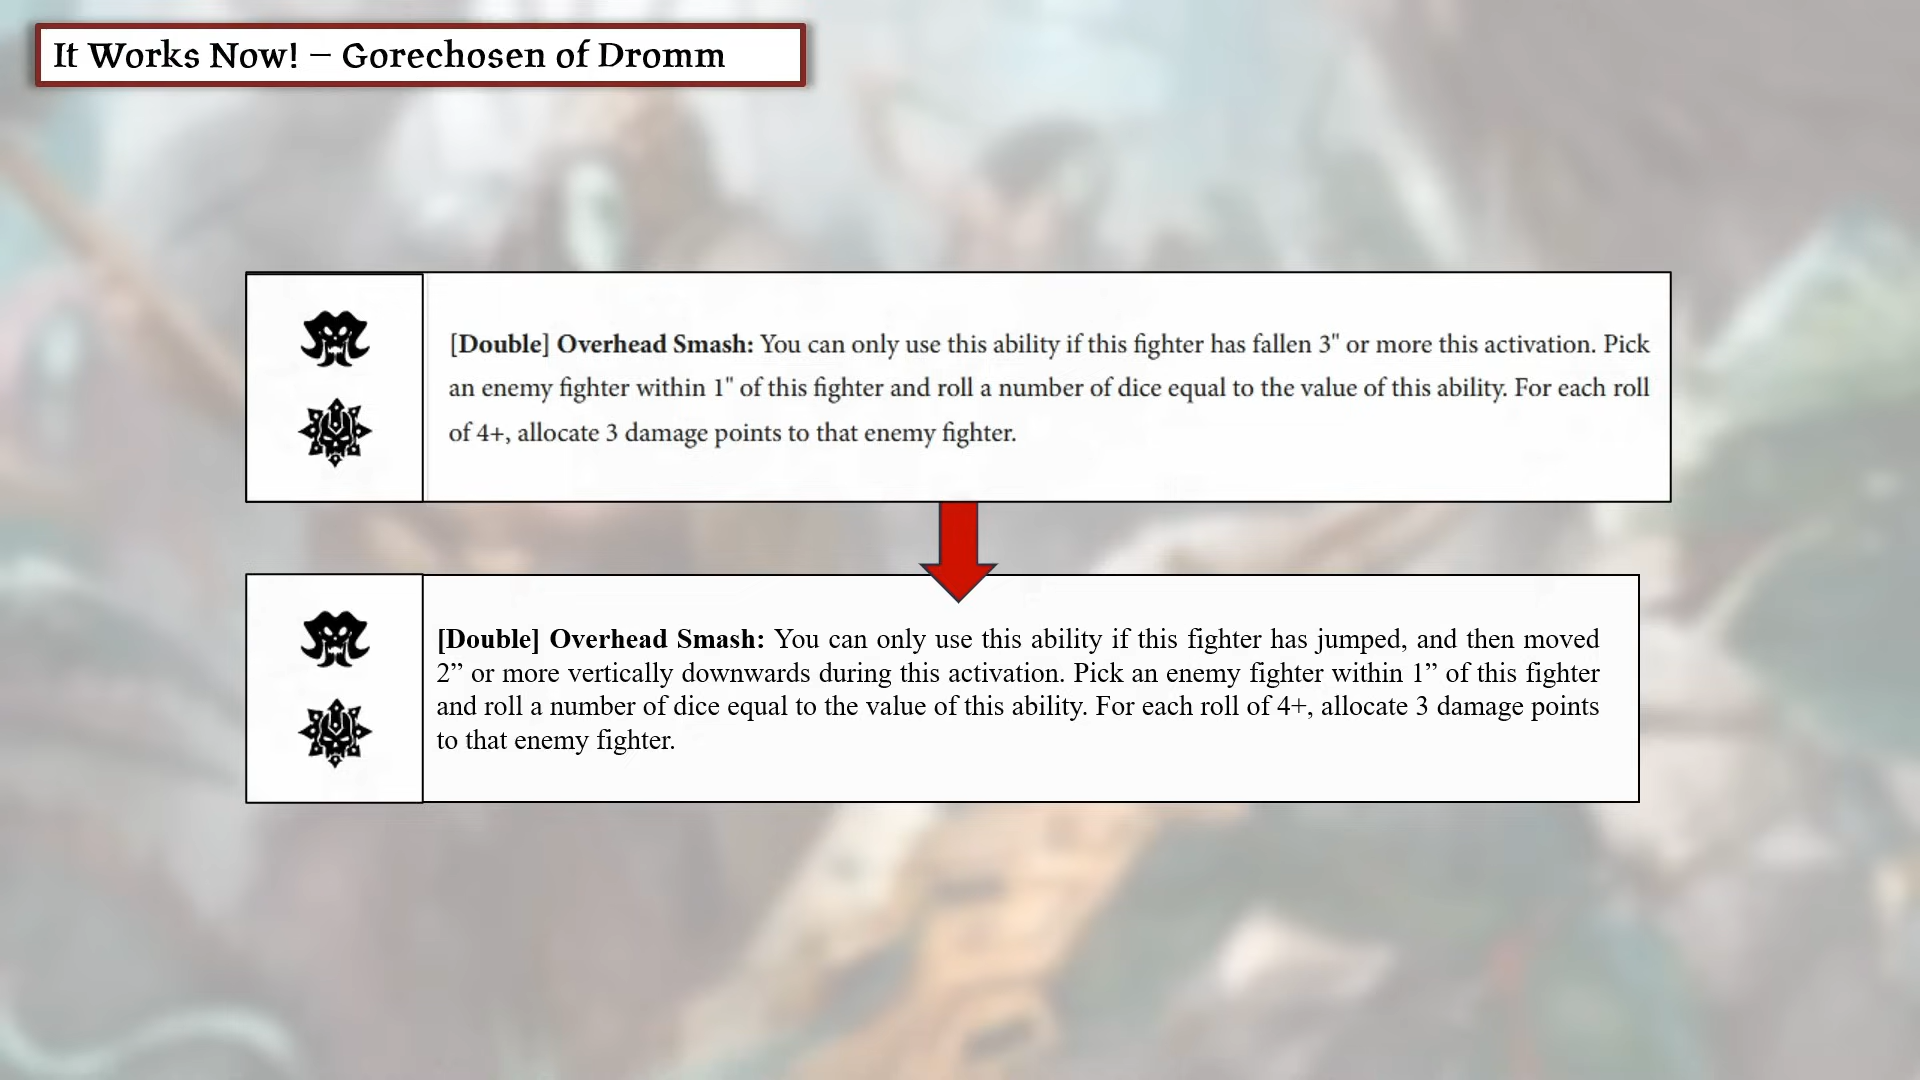 It Works Now! – Gorechosen of Dromm
[Double] Overhead Smash: You can only use this ability if this fighter has fallen 3" or more this activation. Pick
an enemy fighter within 1" of this fighter and roll a number of dice equal to the value of this ability. For each roll
of 4+, allocate 3 damage points to that enemy fighter.
[Double] Overhead Smash: You can only use this ability if this fighter has jumped, and then moved
2” or more vertically downwards during this activation. Pick an enemy fighter within 1” of this fighter
and roll a number of dice equal to the value of this ability. For each roll of 4+, allocate 3 damage points
to that enemy fighter.